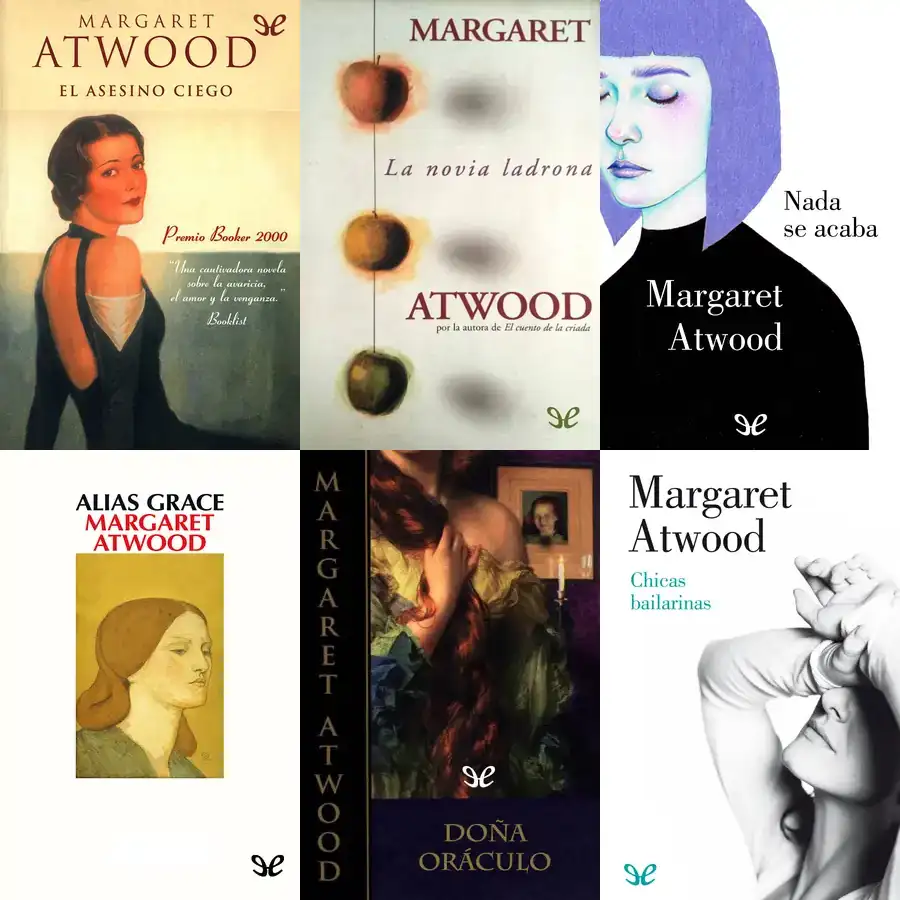 MARGARET
ATWOOD
EL ASESINO CIEGO
Premio Booker 2000
"Una cautivadora novela
sobre la avaricia,
el amor y la venganza."
Booklist
MARGARET
La novia ladrona
ATWOOD
por la autora de El cuento de la criada
Nada
se acaba
Margaret
Atwood
ALIAS GRACE
MARGARET
ATWOOD
MARGARET ATWOOD
DOÑA
ORÁCULO
Margaret
Atwood
Chicas
bailarinas